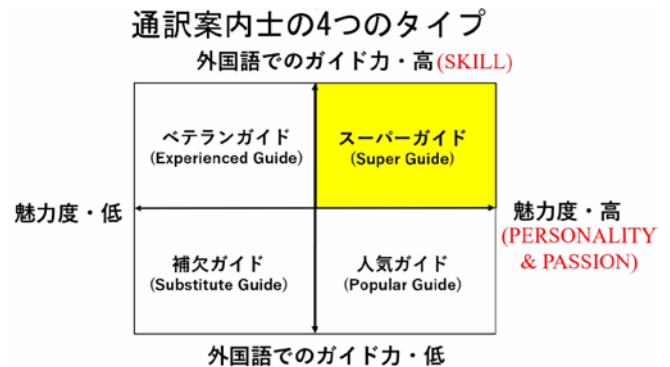 通訳案内士の4つのタイプ
外国語でのガイド力・高(SKILL)
ベテランガイド
(Experienced Guide)
スーパーガイド
(Super Guide)
魅力度・低
魅力度・高
(PERSONALITY
& PASSION)
補欠ガイド
(Substitute Guide)
人気ガイド
(Popular Guide)
外国語でのガイド力・低